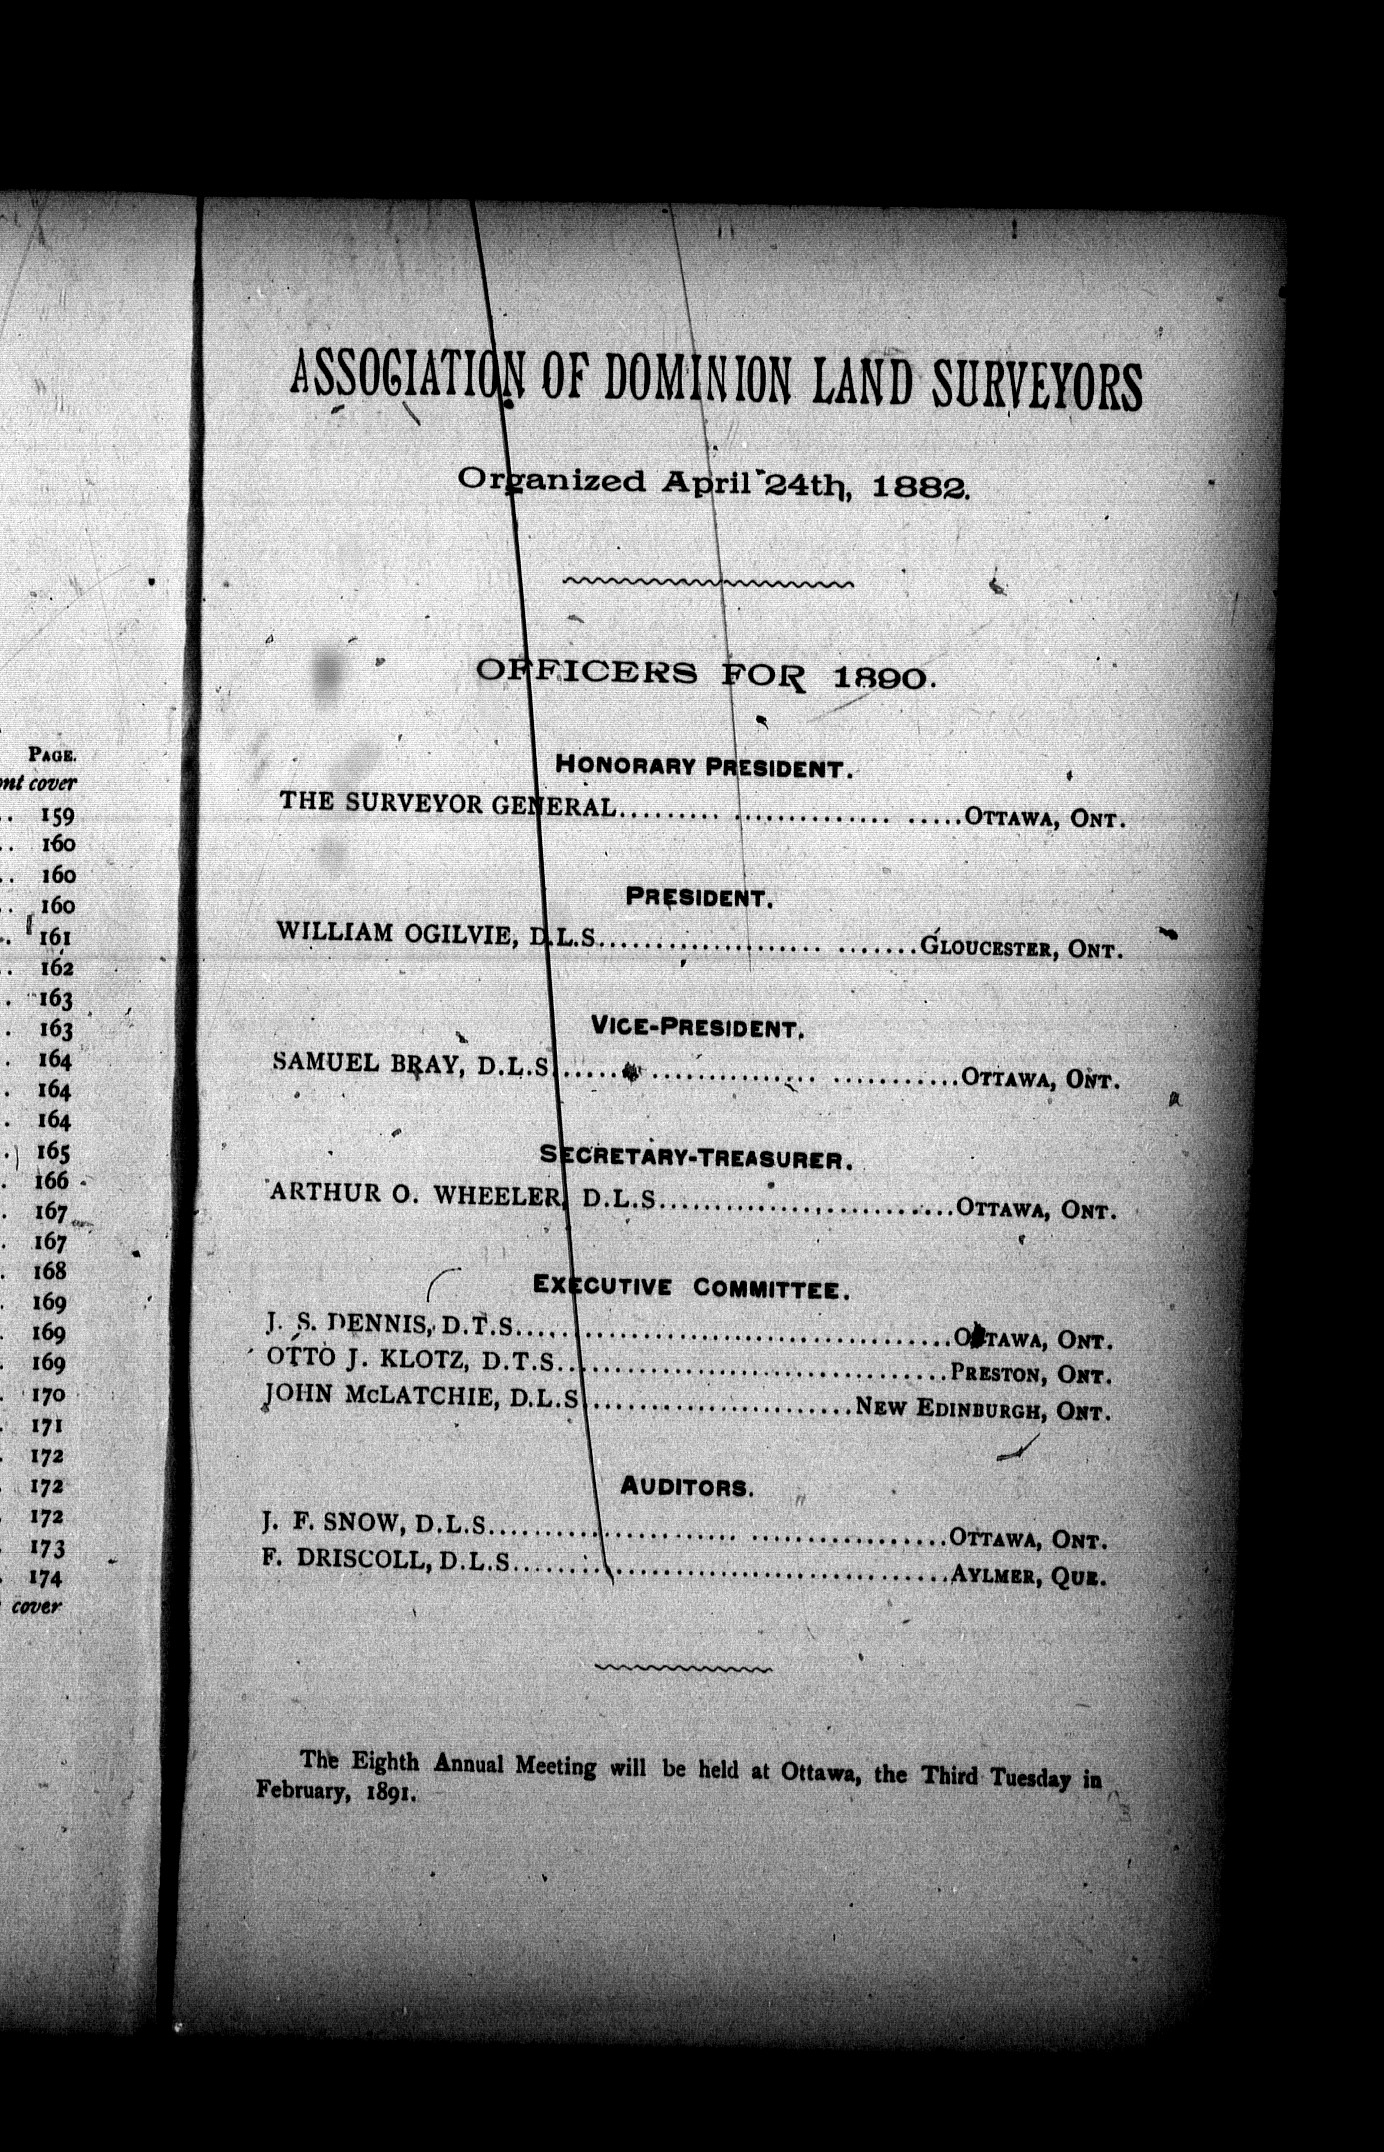 PAGE.
cover
159
160
160
160
161
162
163
163
164
164
164
165
166
167
167
168
169
169
169
170
171
172
172
172
173
174
cover
ASSOCIATION OF DOMINION LAND SURVEYORS
Organized April 24th, 1882.
OFFICERS FOR 1890.
HONORARY PRESIDENT.
THE SURVEYOR GENERAL.......... .............. .....OTTAWA, ONT.
PRESIDENT.
WILLIAM OGILVIE, D.L.S.................... .......GLOUCESTER, ONT.
VICE-PRESIDENT.
SAMUEL BRAY, D.L.S...... ............... ...........OTTAWA, ONT.
SECRETARY-TREASURER.
ARTHUR O. WHEELER, D.L.S..........................OTTAWA, ONT.
EXECUTIVE COMMITTEE.
J. S. DENNIS, D.T.S......................................OTTAWA, ONT.
OTTO J. KLOTZ, D.T.S..................................PRESTON, ONT.
JOHN McLATCHIE, D.L.S........................NEW EDINBURGH, ONT.
AUDITORS.
J. F. SNOW, D.L.S....................... .................OTTAWA, ONT.
F. DRISCOLL, D.L.S.......................................AYLMER, QUE.
The Eighth Annual Meeting will be held at Ottawa, the Third Tuesday in
February, 1891.